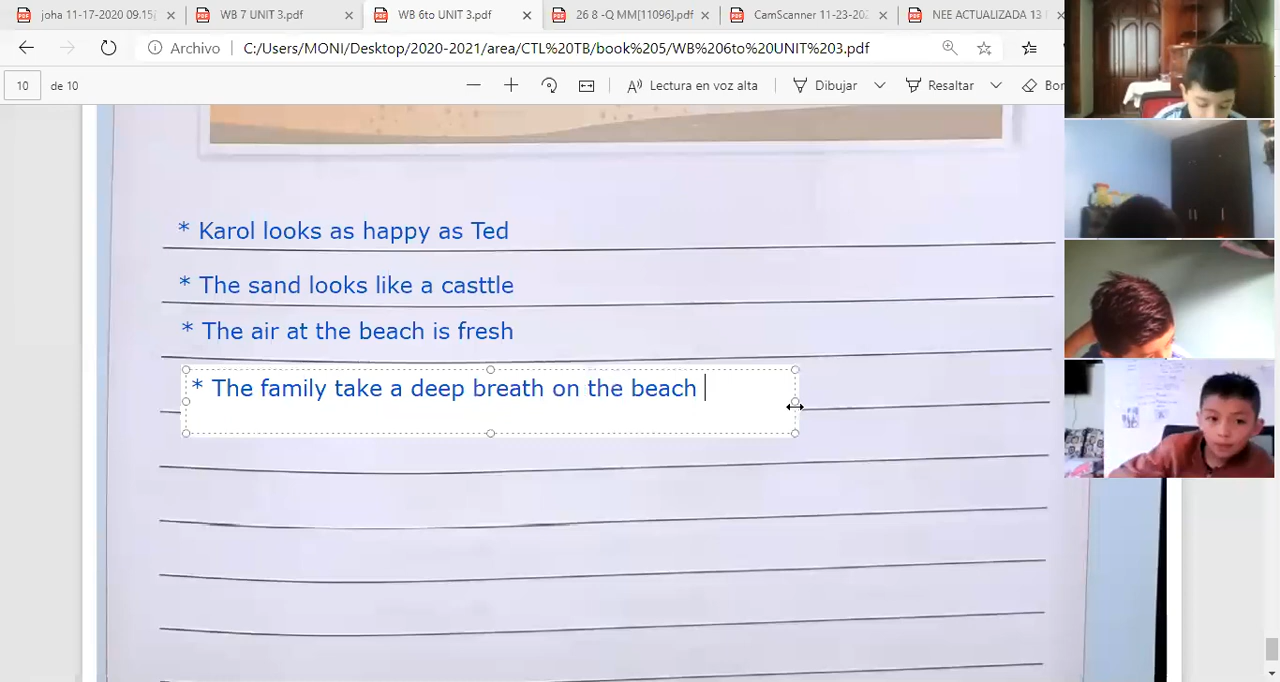 joha 11-17-2020 09.15
WB 7 UNIT 3.pdf
WB 6to UNIT 3.pdf
26 8 -Q MM[11096].pdf
CamScanner 11-23-202
NEE ACTUALIZADA 13
Archivo C:/Users/MONI/Desktop/2020-2021/area/CTL%20TB/book%205/WB%206to%20UNIT%203.pdf
10 de 10 A Lectura en voz alta Dibujar Resaltar Bor
* Karol looks as happy as Ted
* The sand looks like a casttle
* The air at the beach is fresh
* The family take a deep breath on the beach